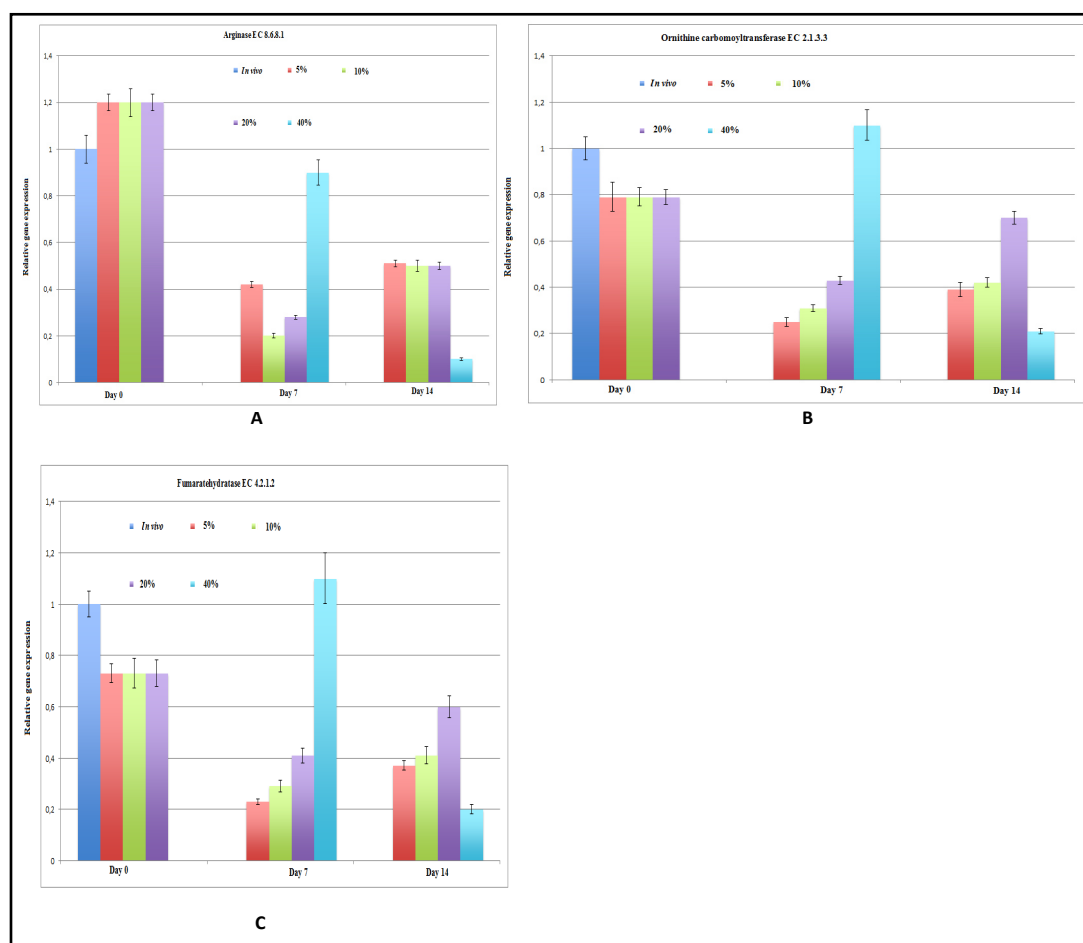 Arginase EC 8.6.8.1
1,4
1,2
1
0,8
0,6
0,4
0,2
0
Relative gene expression
In vivo 5% 10%
20% 40%
Day 0 Day 7 Day 14
A
Ornithine carbomoyltransferase EC 2.1.3.3
1,4
1,2
1
0,8
0,6
0,4
0,2
0
Relative gene expression
In vivo 5% 10%
20% 40%
Day 0 Day 7 Day 14
B
Fumaratehydratase EC 4.2.1.2
1,4
1,2
1
0,8
0,6
0,4
0,2
0
Relative gene expression
In vivo 5% 10%
20% 40%
Day 0 Day 7 Day 14
C